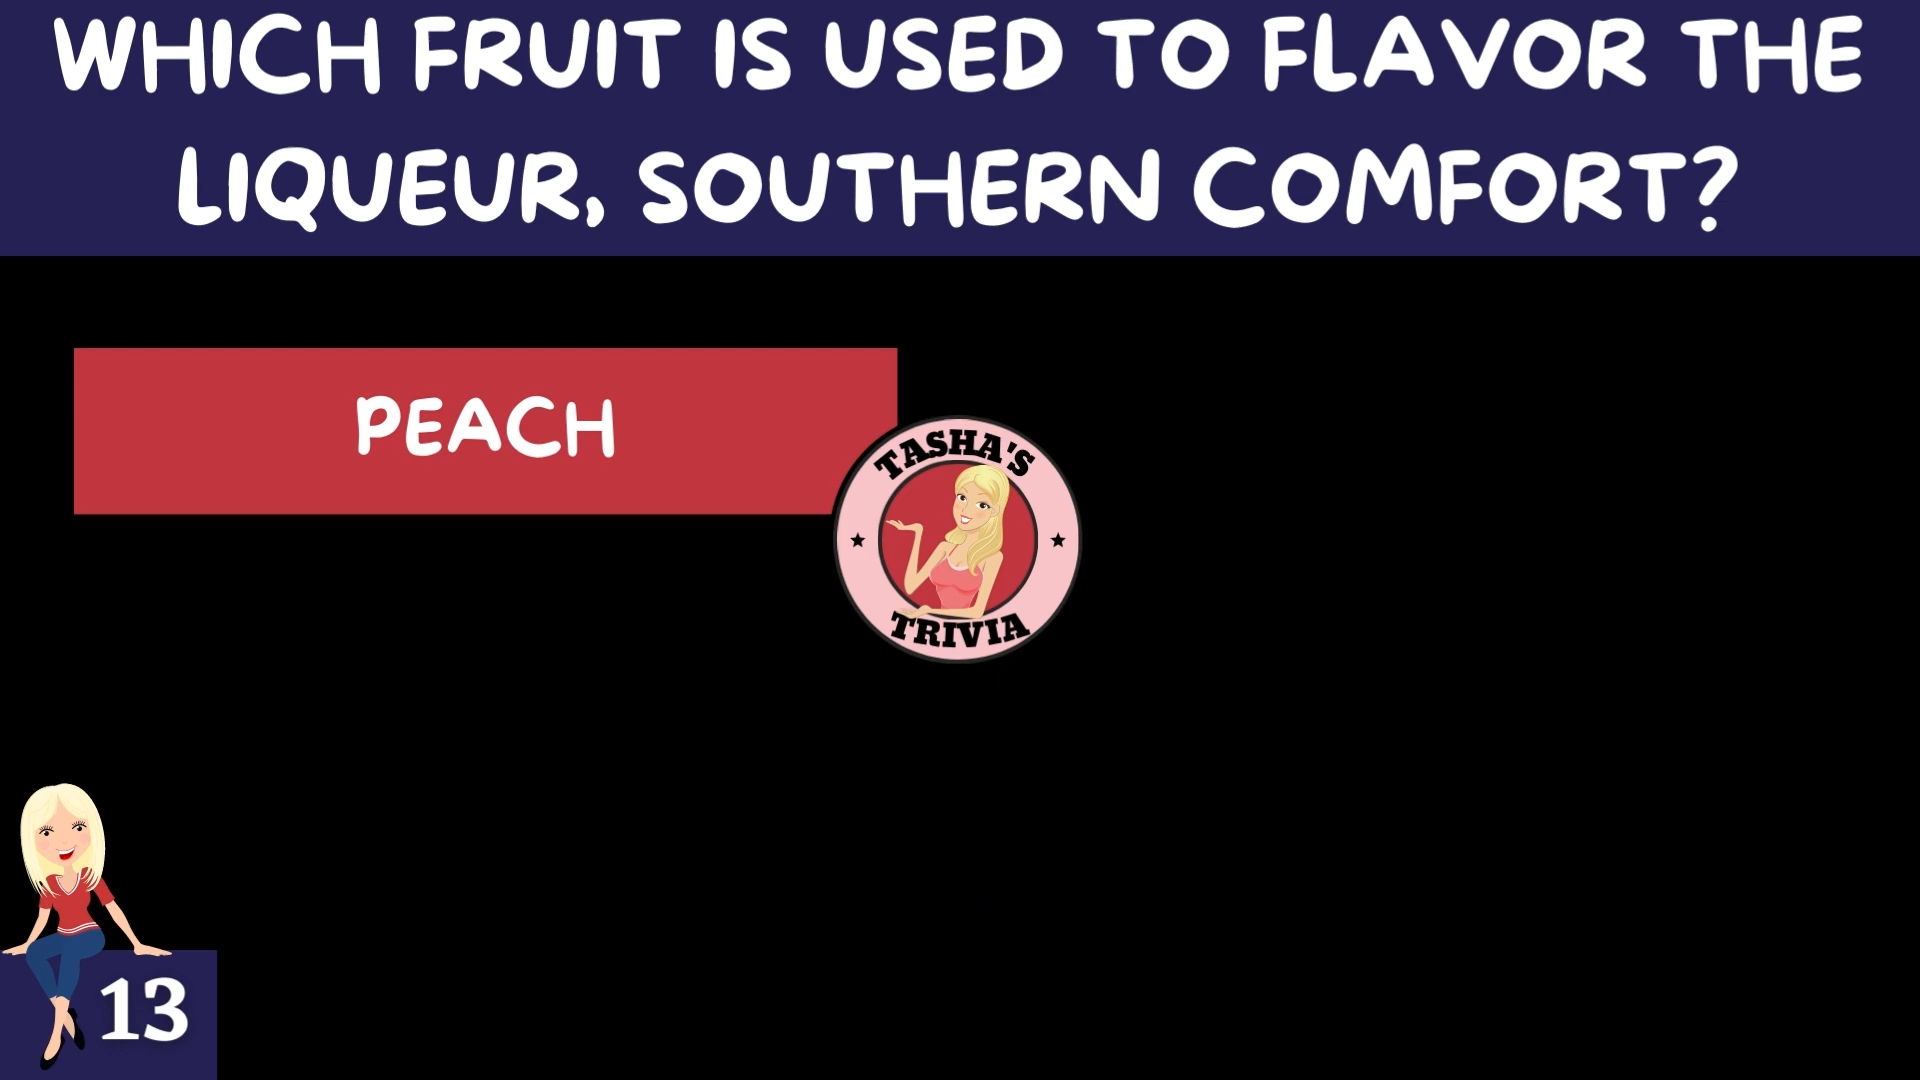 WHICH FRUIT IS USED TO FLAVOR THE
LIQUEUR, SOUTHERN COMFORT?
PEACH
TASHA'S
TRIVIA
13